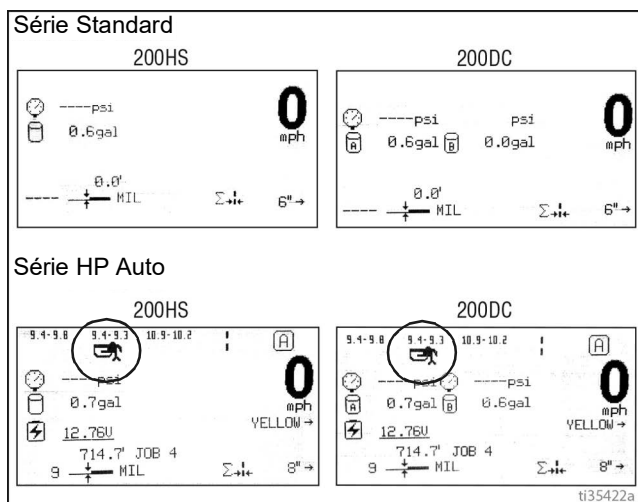 Série Standard
200HS
200DC
----psi
0
mph
0.6gal
0.0'
---- MIL
Σ
6"→
----psi
psi
0
mph
A 0.6gal B 0.0gal
0.0'
---- MIL
Σ
6"→
Série HP Auto
200HS
200DC
9.4-9.8 9.4-9.3 10.9-10.2
A
----psi
0
mph
0.7gal
YELLOW→
12.76V
714.7' JOB 4
9 MIL
Σ
8"→
9.4-9.8 9.4-9.3 10.9-10.2
A
----psi
----psi
0
mph
A 0.7gal B 0.6gal
YELLOW→
12.76V
714.7' JOB 4
9 MIL
Σ
8"→
ti35422a